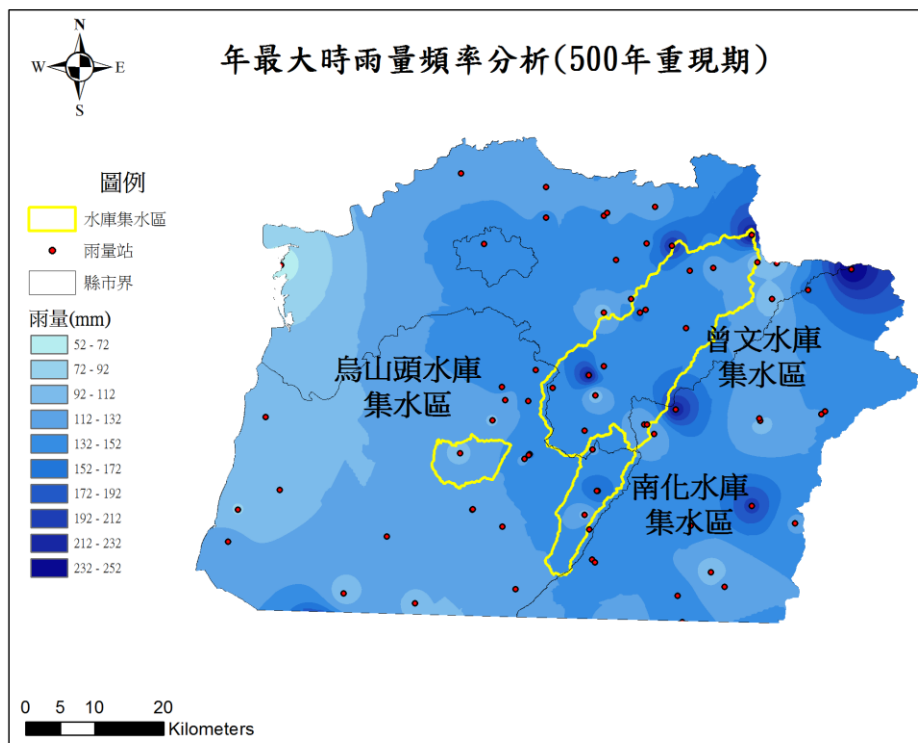 年最大時雨量頻率分析(500年重現期)
N
W
E
S
圖例
水庫集水區
雨量站
縣市界
雨量(mm)
52 - 72
72 - 92
92 - 112
112 - 132
132 - 152
152 - 172
172 - 192
192 - 212
212 - 232
232 - 252
曾文水庫
集水區
烏山頭水庫
集水區
南化水庫
集水區
0 5 10 20
Kilometers